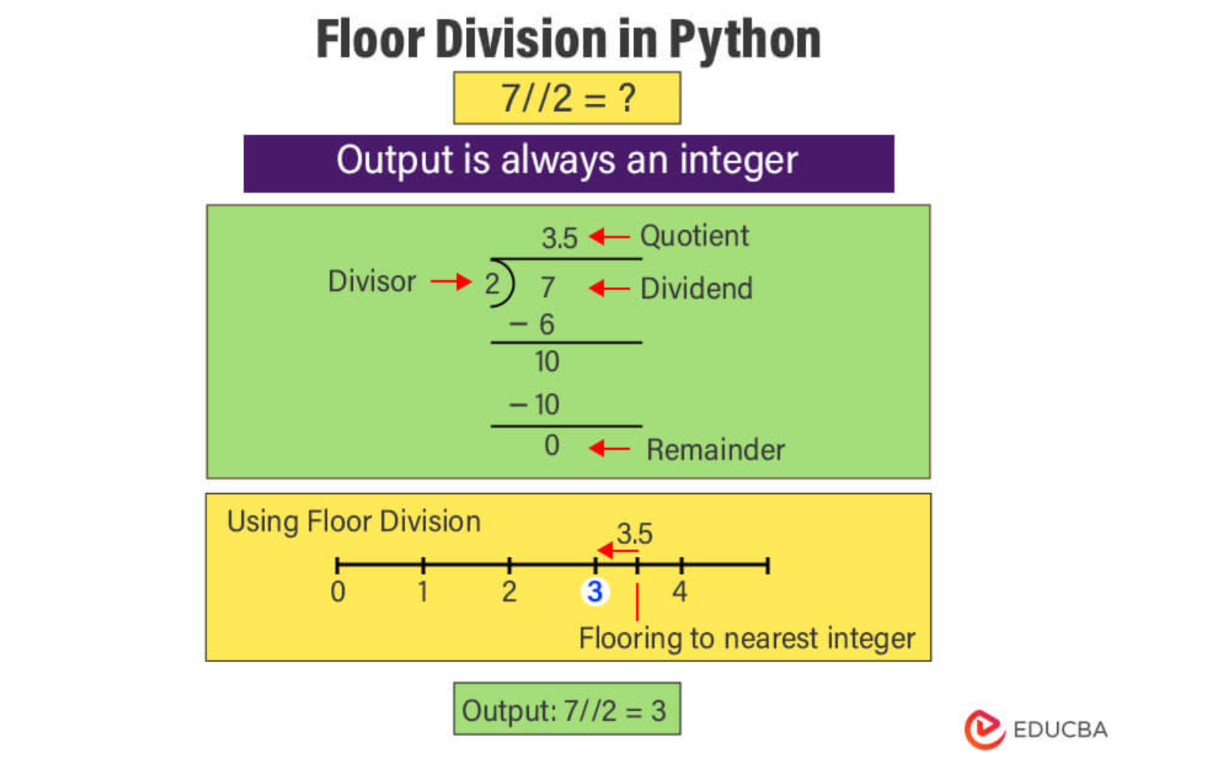 Floor Division in Python
7//2 = ?
Output is always an integer
3.5 Quotient
Divisor 2 7 Dividend
– 6
10
– 10
0 Remainder
Using Floor Division
3.5
0 1 2 3 4
Flooring to nearest integer
Output: 7//2 = 3
EDUCBA